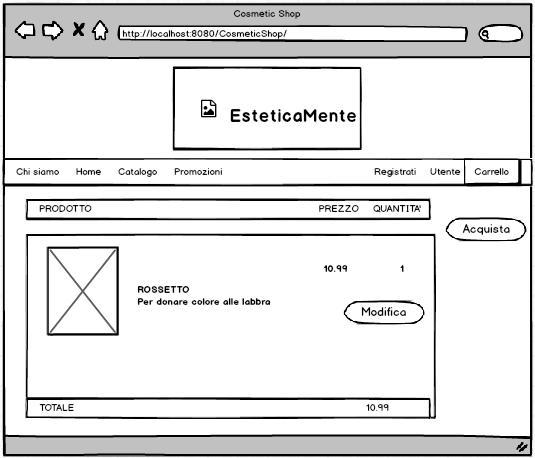 Cosmetic Shop
http://localhost:8080/CosmeticShop/
EsteticaMente
Chi siamo Home Catalogo Promozioni Registrati Utente Carrello
PRODOTTO PREZZO QUANTITA'
Acquista
10.99 1
ROSSETTO
Per donare colore alle labbra
Modifica
TOTALE 10.99